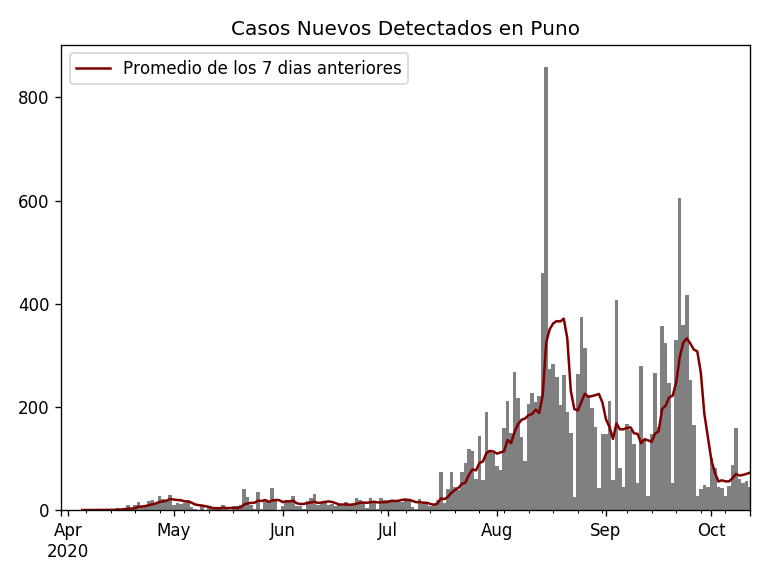 Casos Nuevos Detectados en Puno
Promedio de los 7 dias anteriores
800
600
400
200
0
Apr May Jun Jul Aug Sep Oct
2020